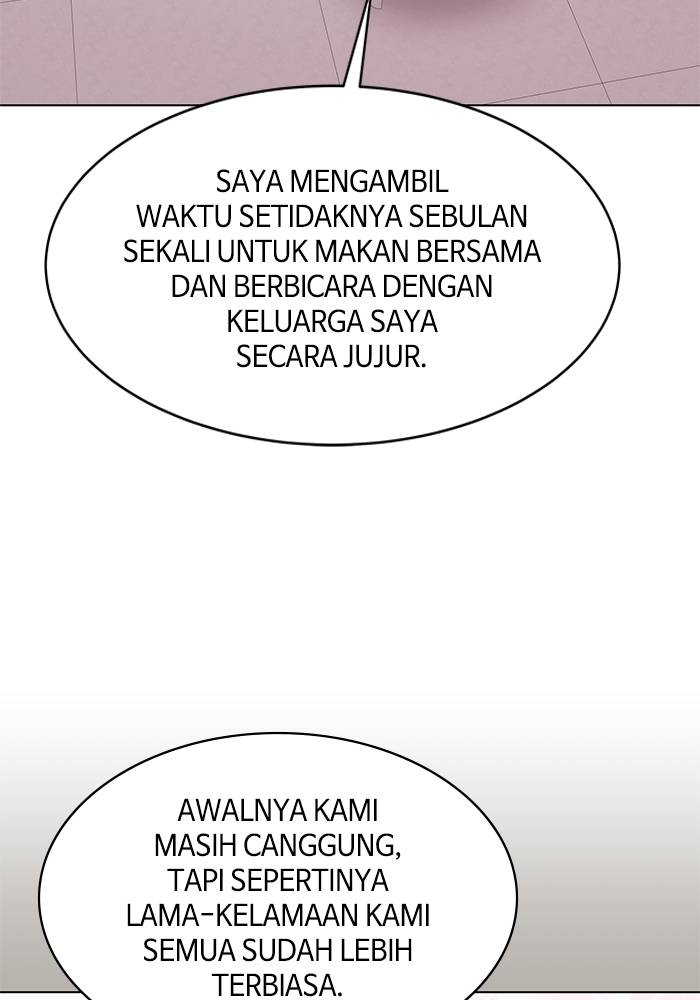 SAYA MENGAMBIL
WAKTU SETIDAKNYA SEBULAN
SEKALI UNTUK MAKAN BERSAMA
DAN BERBICARA DENGAN
KELUARGA SAYA
SECARA JUJUR.
AWALNYA KAMI
MASIH CANGGUNG,
TAPI SEPERTINYA
LAMA-KELAMAAN KAMI
SEMUA SUDAH LEBIH
TERBIASA.